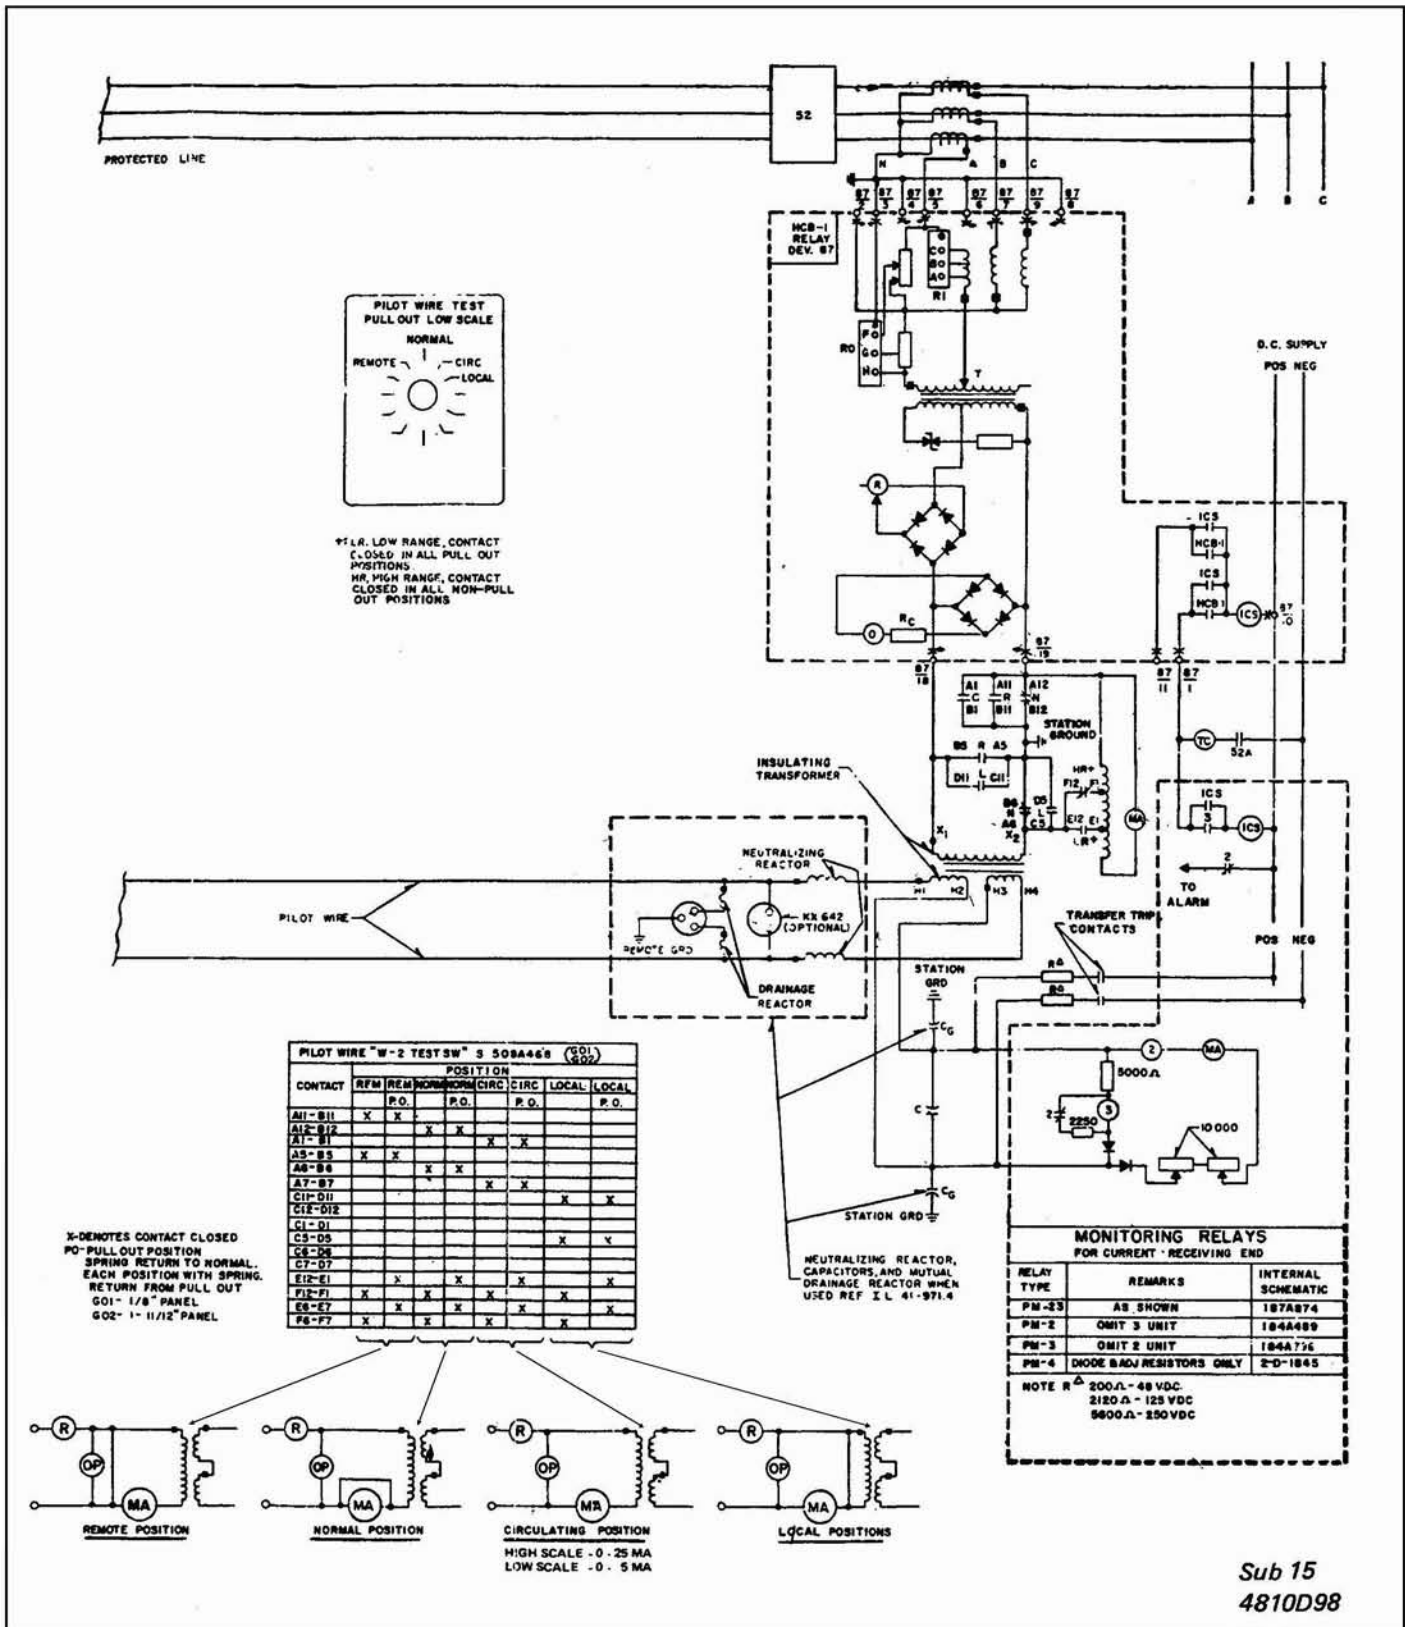 52
PROTECTED LINE
N
A
B
C
A B C
87/2
87/3
87/4
87/5
87/6
87/7
87/9
87/8
HCB-1
RELAY
DEV. 87
C
B
A
R1
R0
F
G
H
T
R
RC
O
PILOT WIRE TEST
PULL OUT LOW SCALE
NORMAL
REMOTE
CIRC
LOCAL
LR. LOW RANGE, CONTACT
CLOSED IN ALL PULL OUT
POSITIONS
HR, HIGH RANGE, CONTACT
CLOSED IN ALL NON-PULL
OUT POSITIONS
D.C. SUPPLY
POS NEG
ICS
HCB-1
ICS
HCB-1
ICS
87/10
87/18
87/19
87/11
87/1
A1 A11 A12
C R N
B1 B11 B12
STATION
GROUND
B5 R A5
D11 L C11
INSULATING
TRANSFORMER
B6 D5
N L
A6 C5
X1
X2
HR+
F12 F1
E12 E1
LR+
MA
TC
52A
ICS
3
ICS
2
TO
ALARM
NEUTRALIZING
REACTOR
H1 H2 H3 H4
PILOT WIRE
KX 642
(OPTIONAL)
REMOTE GRD
DRAINAGE
REACTOR
TRANSFER TRIP
CONTACTS
POS NEG
R△
R△
STATION
GRD
CG
C
CG
STATION GRD
2
MA
5000Ω
3
2
2250
10 000
NEUTRALIZING REACTOR,
CAPACITORS, AND MUTUAL
DRAINAGE REACTOR WHEN
USED REF I L 41-971.4
PILOT WIRE "W-2 TEST SW" S 508A468 (GO1 GO2)
POSITION
CONTACT REM REM NORM NORM CIRC CIRC LOCAL LOCAL
P.O. P.O. P.O. P.O.
A11-B11 X X
A12-B12 X X
A1-B1 X X
A5-B5 X X
A6-B6 X X
A7-B7 X X
C11-D11 X X
C12-D12
C1-D1
C5-D5 X X
C6-D6
C7-D7
E12-E1 X X X X
F12-F1 X X X X
E6-E7 X X X X
F6-F7 X X X X
X-DENOTES CONTACT CLOSED
PO-PULL OUT POSITION
SPRING RETURN TO NORMAL.
EACH POSITION WITH SPRING.
RETURN FROM PULL OUT
GO1- 1/8" PANEL
GO2- 1- 11/12" PANEL
MONITORING RELAYS
FOR CURRENT - RECEIVING END
RELAY TYPE REMARKS INTERNAL SCHEMATIC
PM-23 AS SHOWN 187A874
PM-2 OMIT 3 UNIT 184A489
PM-3 OMIT 2 UNIT
PM-4 DIODE & ADJ RESISTORS ONLY 2-D-1845
NOTE R△ 200Ω - 48 VDC
2120Ω - 125 VDC
5600Ω - 250 VDC
R
OP
MA
REMOTE POSITION
R
OP
MA
NORMAL POSITION
R
OP
MA
CIRCULATING POSITION
HIGH SCALE - 0 - 25 MA
LOW SCALE - 0 - 5 MA
R
OP
MA
LOCAL POSITIONS
Sub 15
4810D98